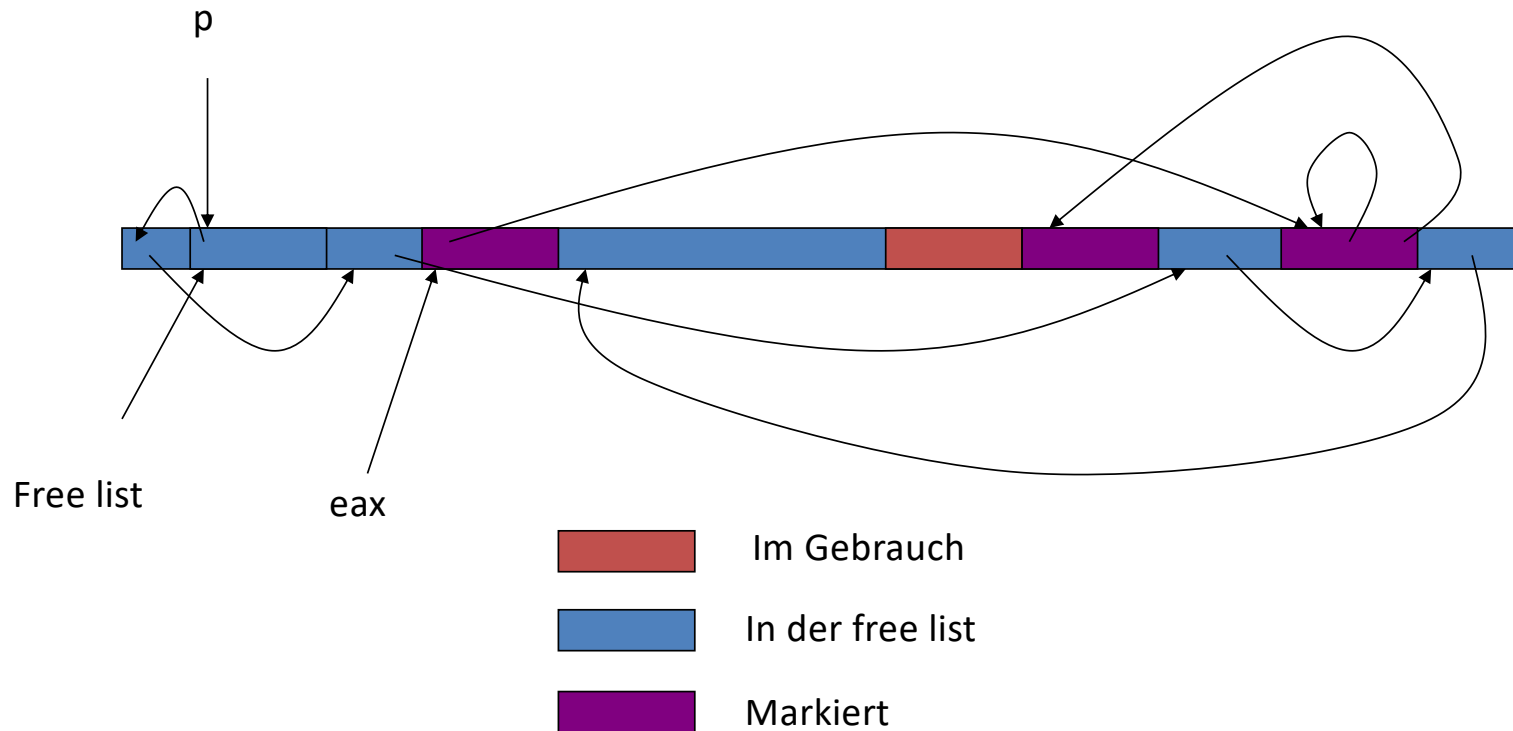 p
Free list
eax
Im Gebrauch
In der free list
Markiert